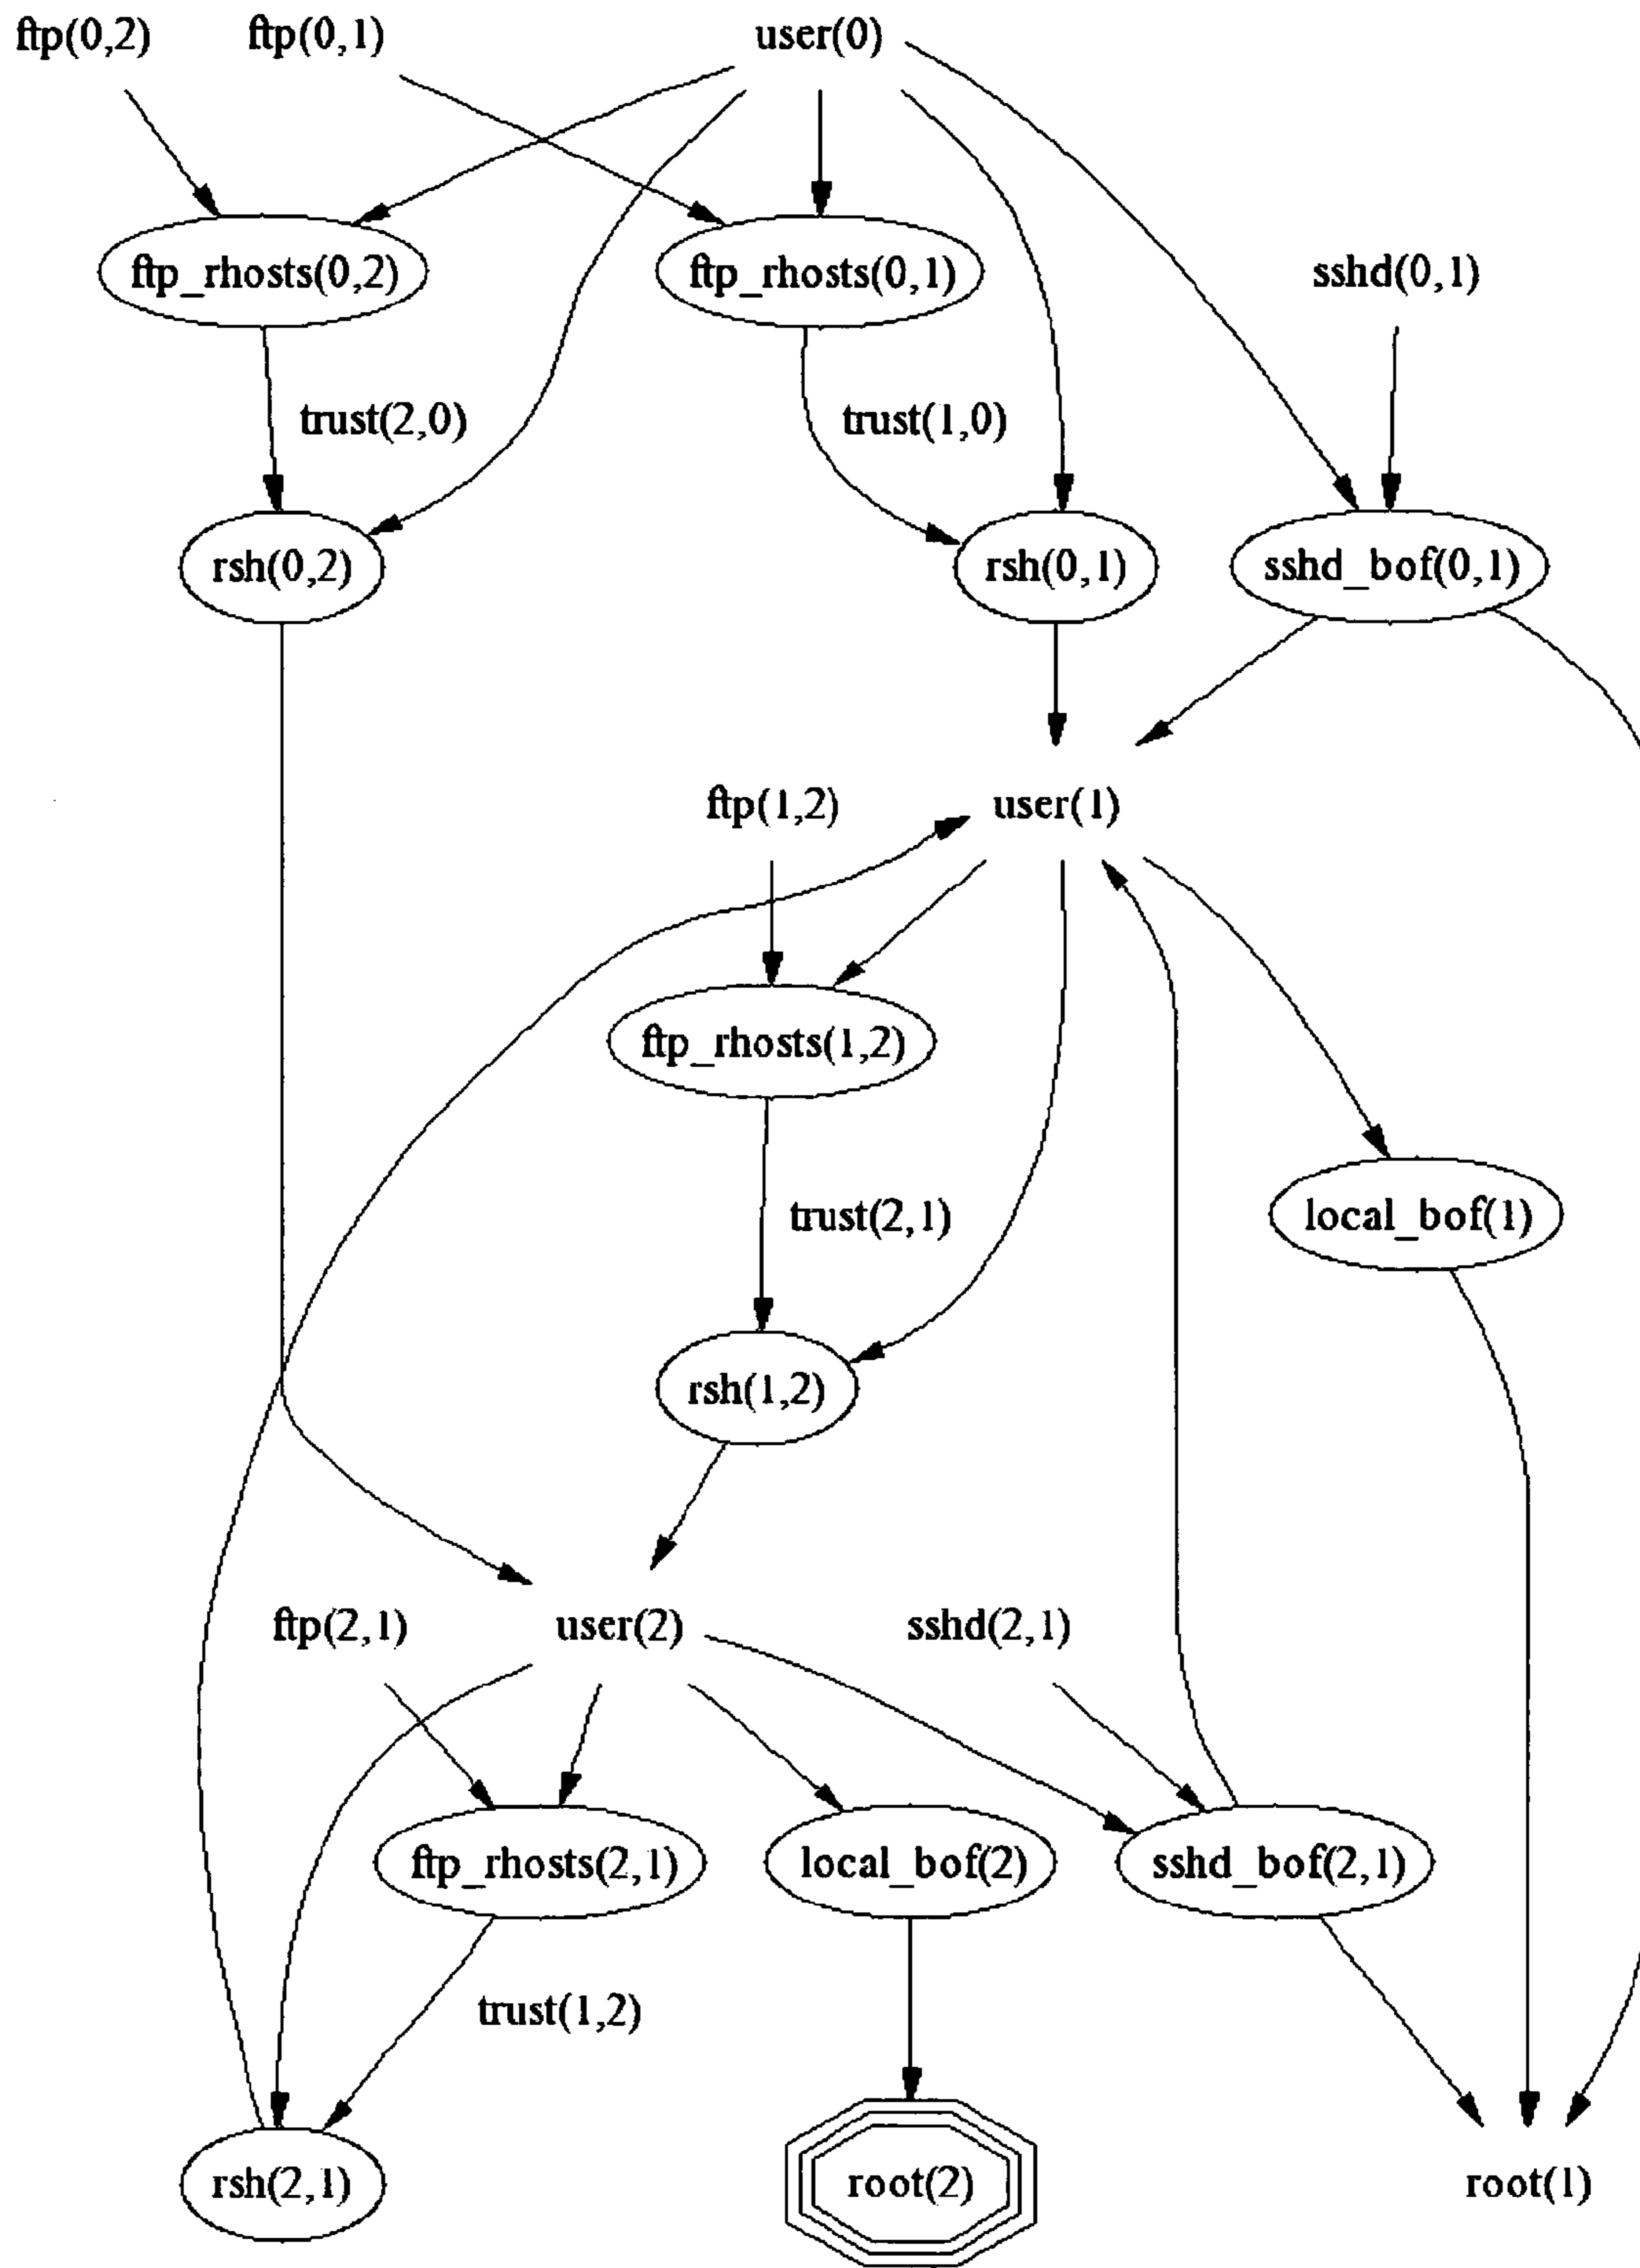 ftp(0,2) ftp(0,1) user(0)
ftp_rhosts(0,2) ftp_rhosts(0,1) sshd(0,1)
trust(2,0) trust(1,0)
rsh(0,2) rsh(0,1) sshd_bof(0,1)
ftp(1,2) user(1)
ftp_rhosts(1,2)
trust(2,1) local_bof(1)
rsh(1,2)
ftp(2,1) user(2) sshd(2,1)
ftp_rhosts(2,1) local_bof(2) sshd_bof(2,1)
trust(1,2)
rsh(2,1) root(2) root(1)